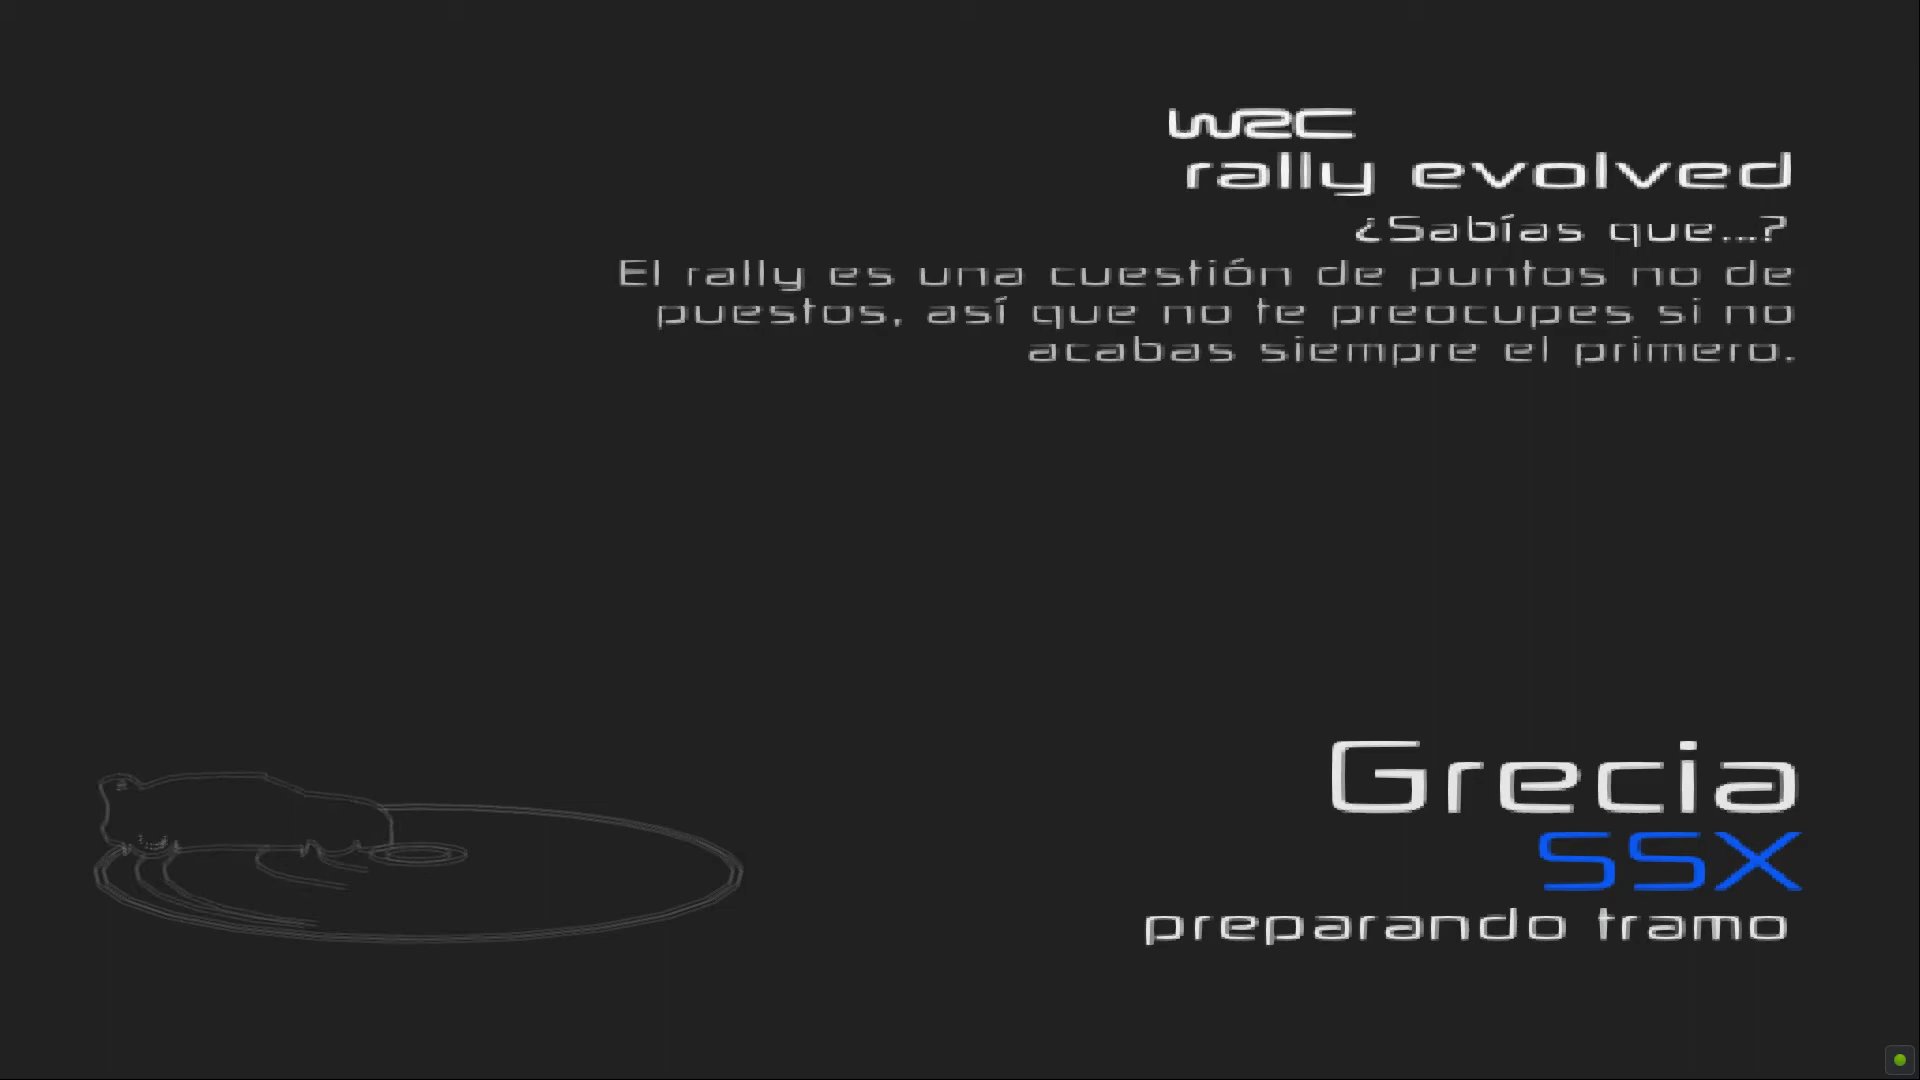 WRC
rally evolved
¿Sabías que...?
El rally es una cuestión de puntos no de
puestos, así que no te preocupes si no
acabas siempre el primero.
Grecia
SSX
preparando tramo